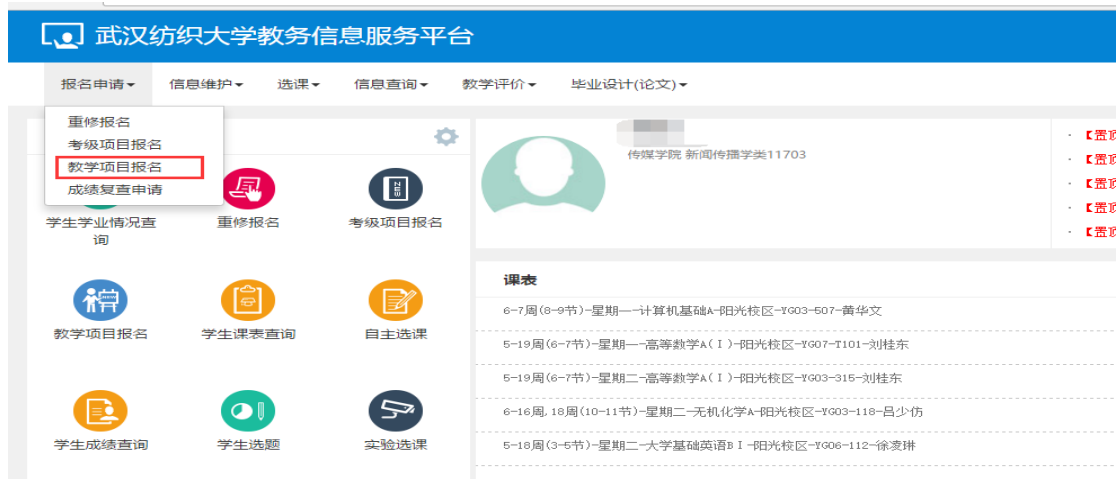 武汉纺织大学教务信息服务平台
报名申请 信息维护 选课 信息查询 教学评价 毕业设计(论文)
重修报名
考级项目报名
教学项目报名
成绩复查申请
学生学业情况查
询
重修报名
NEW
考级项目报名
教学项目报名
学生课表查询
自主选课
学生成绩查询
学生选题
实验选课
传媒学院 新闻传播学类11703
· 【置顶
· 【置顶
· 【置顶
· 【置顶
· 【置顶
课表
6-7周(8-9节)-星期一-计算机基础A-阳光校区-YG03-507-黄华文
5-19周(6-7节)-星期一-高等数学A(Ⅰ)-阳光校区-YG07-T101-刘桂东
5-19周(6-7节)-星期二-高等数学A(Ⅰ)-阳光校区-YG03-315-刘桂东
6-16周,18周(10-11节)-星期二-无机化学A-阳光校区-YG03-118-吕少仿
5-18周(3-5节)-星期二-大学基础英语BⅠ-阳光校区-YG06-112-徐凌琳